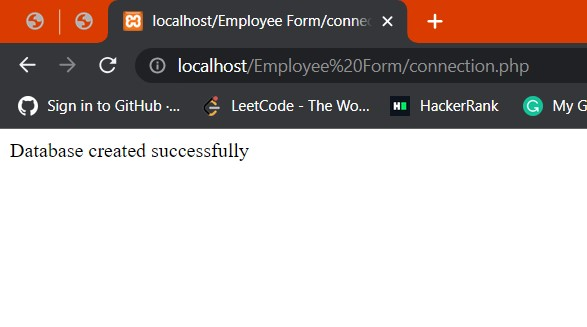 localhost/Employee Form/connec
localhost/Employee%20Form/connection.php
Sign in to GitHub ·... LeetCode - The Wo... HackerRank My G
Database created successfully